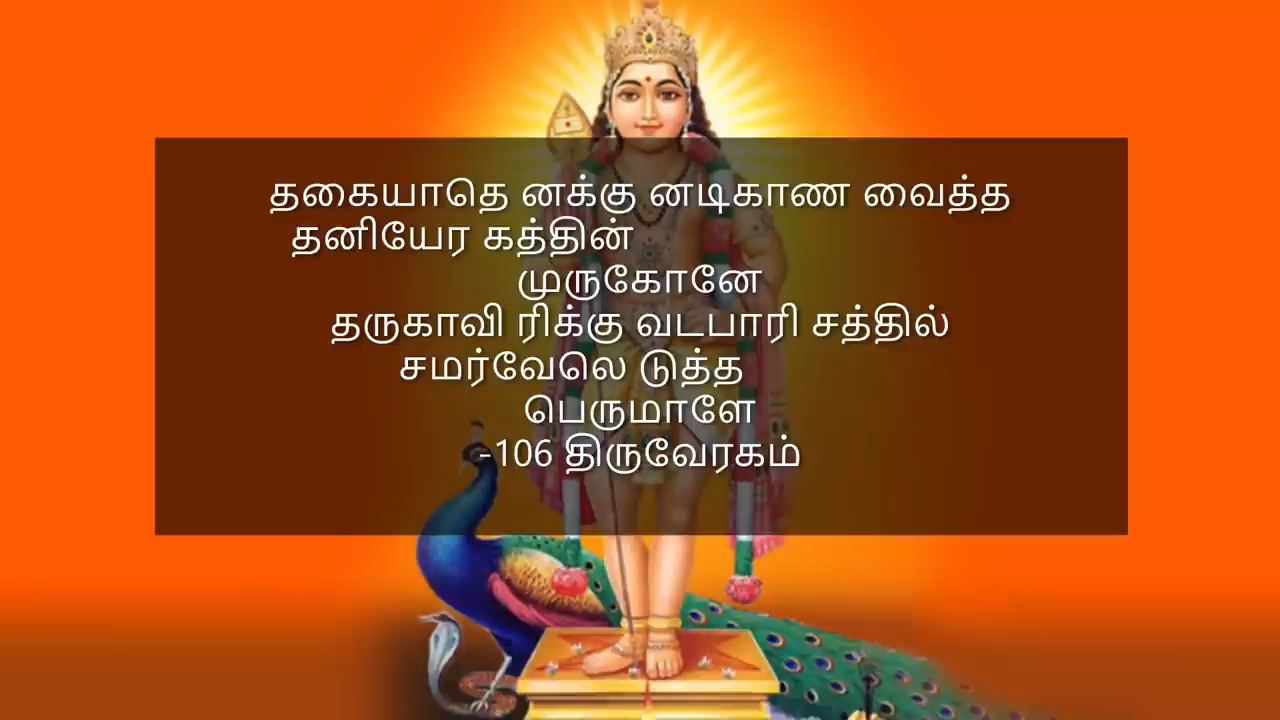 தகையாதெ னக்கு னடிகாண வைத்த
தனியேர கத்தின்
முருகோனே
தருகாவி ரிக்கு வடபாரி சத்தில்
சமர்வேலெ டுத்த
பெருமாளே
-106 திருவேரகம்